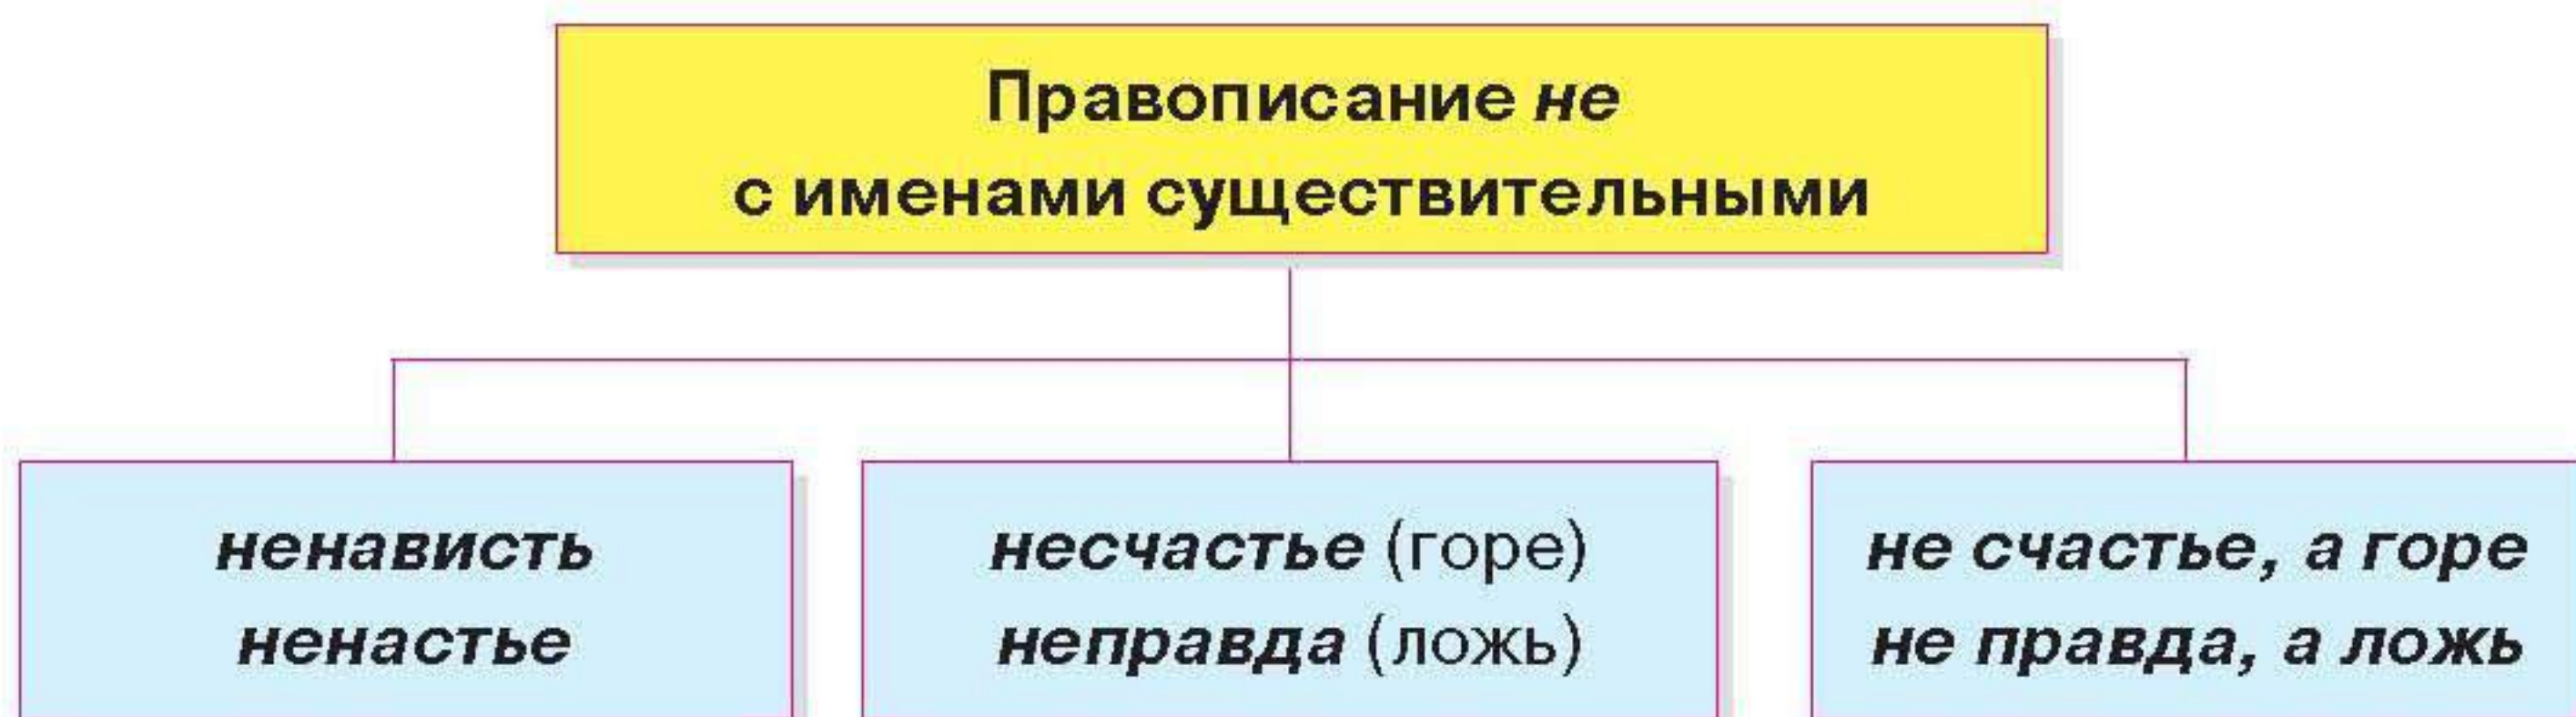 Правописание не
с именами существительными
ненависть
ненастье
несчастье (горе)
неправда (ложь)
не счастье, а горе
не правда, а ложь